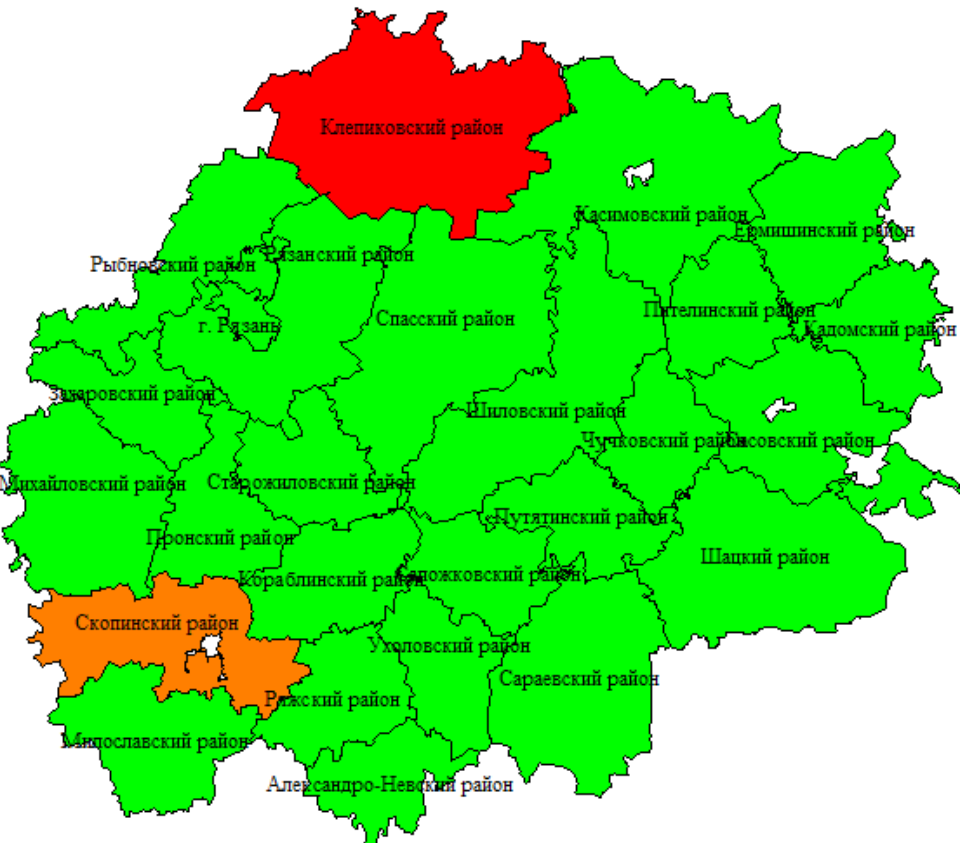 Клепиковский район
Касимовский район
Ермишинский район
Рязанский район
Рыбновский район
Пителинский район
Спасский район
г. Рязань
Кадомский район
Захаровский район
Шиловский район
Чучковский район
Сасовский район
Михайловский район
Старожиловский район
Путятинский район
Пронский район
Шацкий район
Сапожковский район
Кораблинский район
Скопинский район
Ухоловский район
Сараевский район
Ряжский район
Милославский район
Александро-Невский район